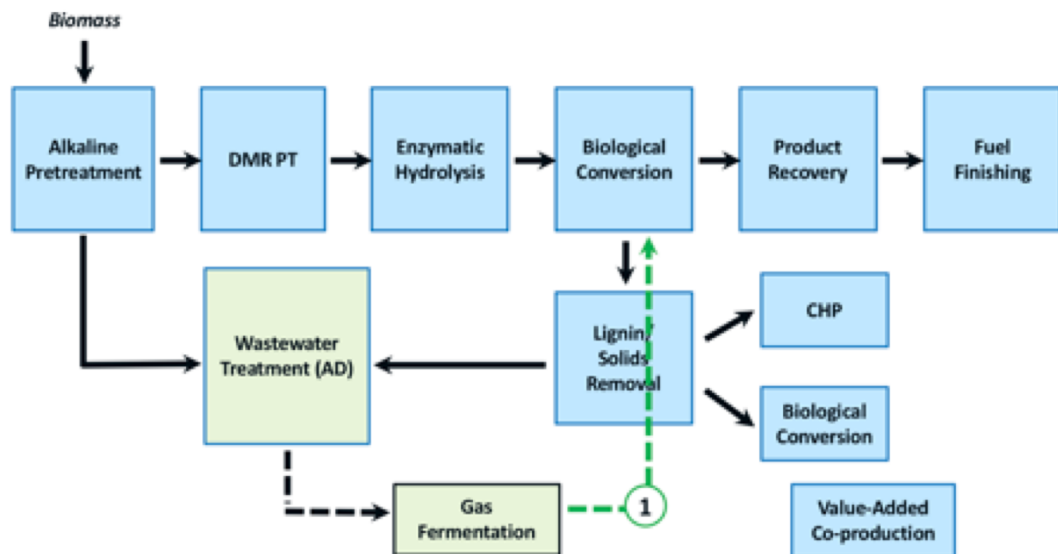 Biomass
Alkaline
Pretreatment
DMR PT
Enzymatic
Hydrolysis
Biological
Conversion
Product
Recovery
Fuel
Finishing
Wastewater
Treatment (AD)
Lignin/
Solids
Removal
CHP
Biological
Conversion
Gas
Fermentation
1
Value-Added
Co-production